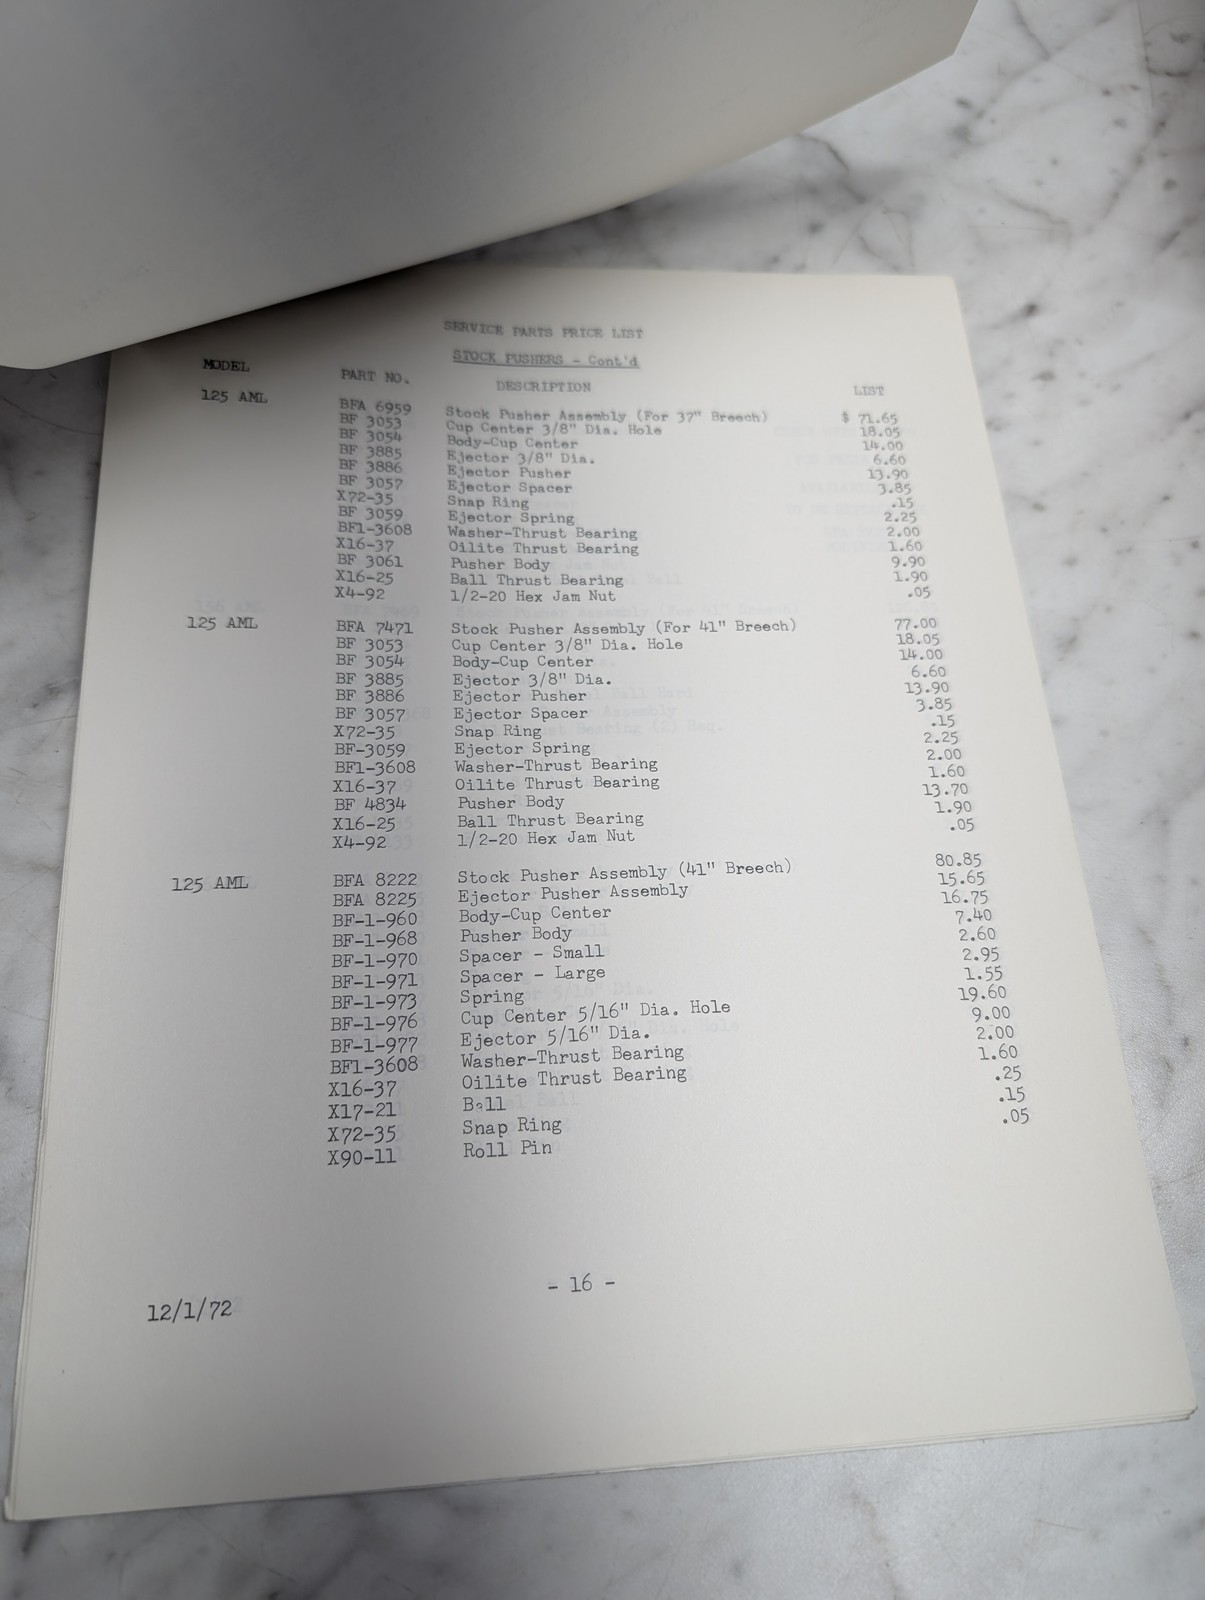 SERVICE PARTS PRICE LIST
STOCK PUSHERS - Cont'd
MODEL PART NO. DESCRIPTION LIST
125 AML BFA 6959 Stock Pusher Assembly (For 37" Breech) $ 71.65
BF 3053 Cup Center 3/8" Dia. Hole 18.05
BF 3054 Body-Cup Center 14.00
BF 3885 Ejector 3/8" Dia. 6.60
BF 3886 Ejector Pusher 13.90
BF 3057 Ejector Spacer 3.85
X72-35 Snap Ring .15
BF 3059 Ejector Spring 2.25
BF1-3608 Washer-Thrust Bearing 2.00
X16-37 Oilite Thrust Bearing 1.60
BF 3061 Pusher Body 9.90
X16-25 Ball Thrust Bearing 1.90
X4-92 1/2-20 Hex Jam Nut .05
125 AML BFA 7471 Stock Pusher Assembly (For 41" Breech) 77.00
BF 3053 Cup Center 3/8" Dia. Hole 18.05
BF 3054 Body-Cup Center 14.00
BF 3885 Ejector 3/8" Dia. 6.60
BF 3886 Ejector Pusher 13.90
BF 3057 Ejector Spacer 3.85
X72-35 Snap Ring .15
BF-3059 Ejector Spring 2.25
BF1-3608 Washer-Thrust Bearing 2.00
X16-37 Oilite Thrust Bearing 1.60
BF 4834 Pusher Body 13.70
X16-25 Ball Thrust Bearing 1.90
X4-92 1/2-20 Hex Jam Nut .05
125 AML BFA 8222 Stock Pusher Assembly (41" Breech) 80.85
BFA 8225 Ejector Pusher Assembly 15.65
BF-1-960 Body-Cup Center 16.75
BF-1-968 Pusher Body 7.40
BF-1-970 Spacer - Small 2.60
BF-1-971 Spacer - Large 2.95
BF-1-973 Spring 1.55
BF-1-976 Cup Center 5/16" Dia. Hole 19.60
BF-1-977 Ejector 5/16" Dia. 9.00
BF1-3608 Washer-Thrust Bearing 2.00
X16-37 Oilite Thrust Bearing 1.60
X17-21 Ball .25
X72-35 Snap Ring .15
X90-11 Roll Pin .05
- 16 -
12/1/72